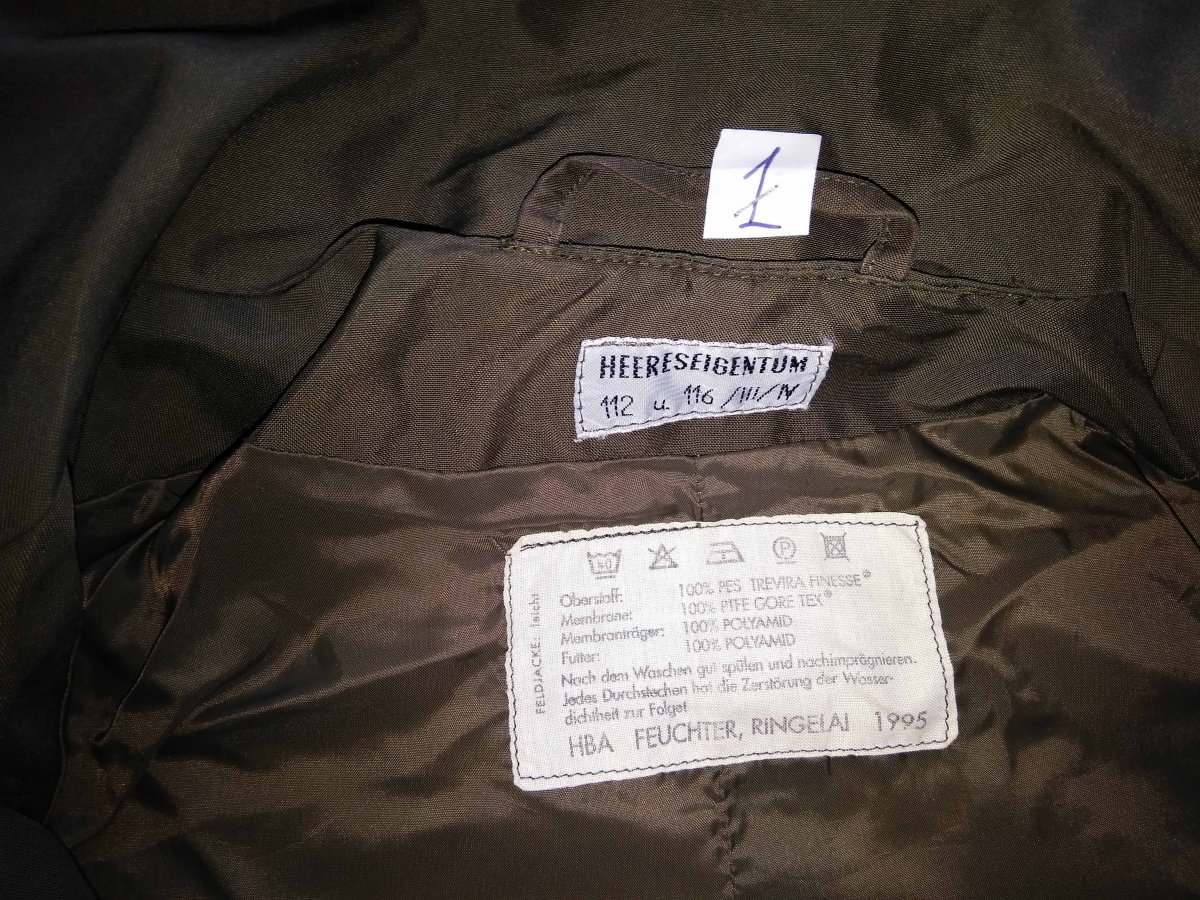 1
HEERESEIGENTUM
112 u. 116 /III/IV
FELDJACKE: leicht
Oberstoff: 100% PES TREVIRA FINESSE®
Membrane: 100% PTFE GORE TEX®
Membranträger: 100% POLYAMID
Futter: 100% POLYAMID
Nach dem Waschen gut spülen und nachimprägnieren.
Jedes Durchstechen hat die Zerstörung der Wasser-
dichtheit zur Folge!
HBA FEUCHTER, RINGELAI 1995